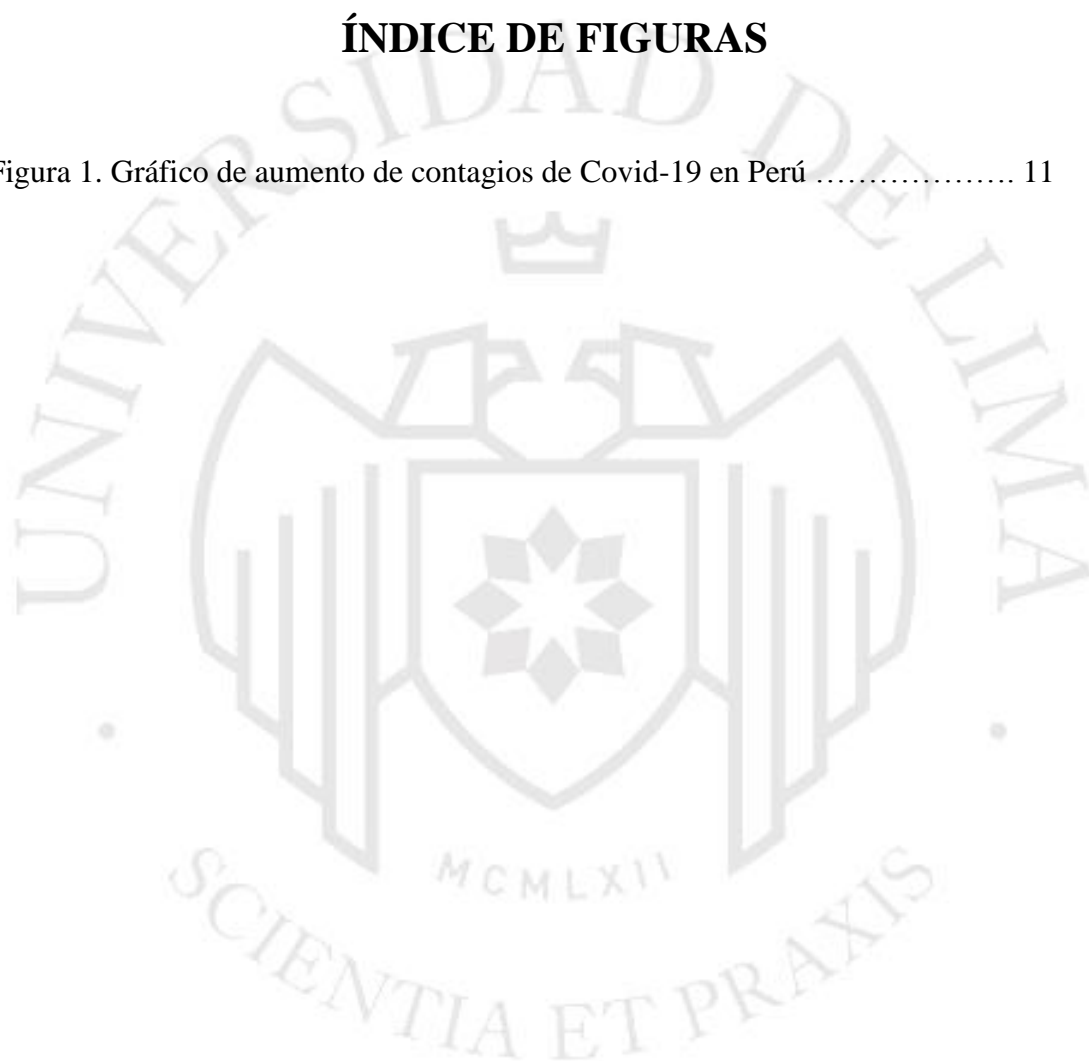 ÍNDICE DE FIGURAS
Figura 1. Gráfico de aumento de contagios de Covid-19 en Perú ………………. 11
UNIVERSIDAD DE LIMA
MCMLXII
SCIENTIA ET PRAXIS